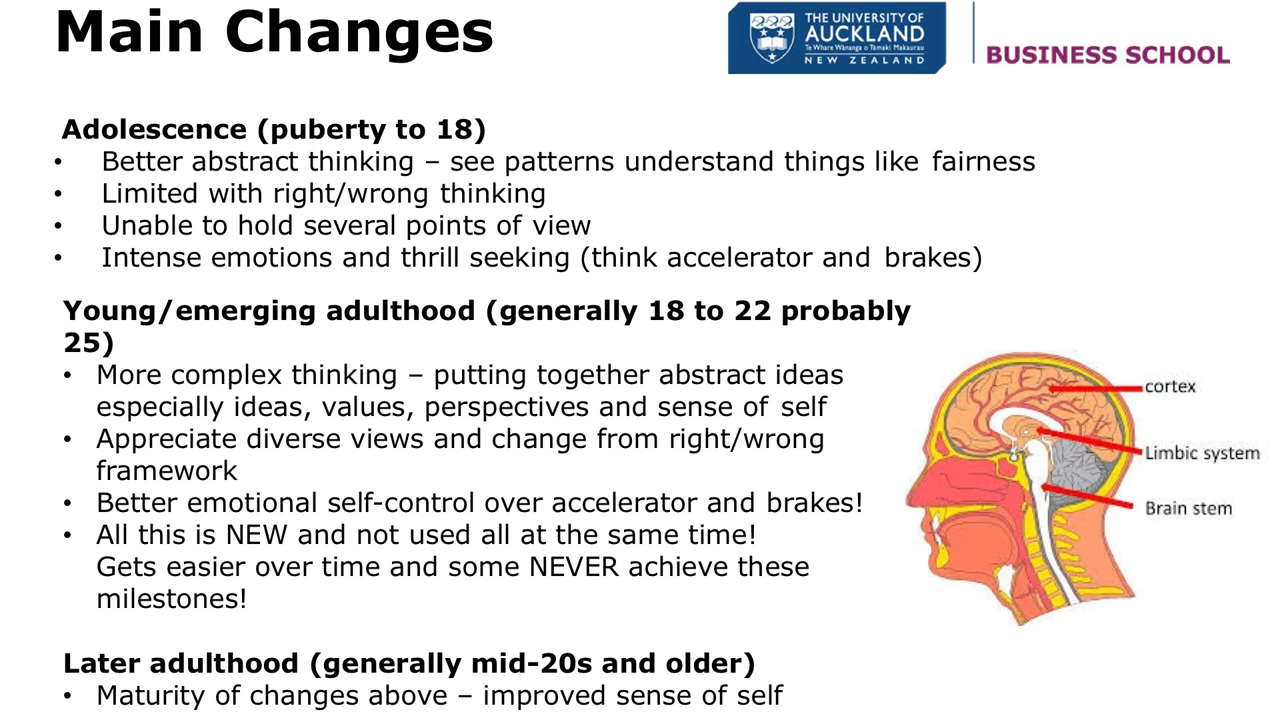 Main Changes
THE UNIVERSITY OF
AUCKLAND
Te Whare Wānanga o Tāmaki Makaurau
NEW ZEALAND
BUSINESS SCHOOL
Adolescence (puberty to 18)
• Better abstract thinking – see patterns understand things like fairness
• Limited with right/wrong thinking
• Unable to hold several points of view
• Intense emotions and thrill seeking (think accelerator and brakes)
Young/emerging adulthood (generally 18 to 22 probably
25)
• More complex thinking – putting together abstract ideas
especially ideas, values, perspectives and sense of self
• Appreciate diverse views and change from right/wrong
framework
• Better emotional self-control over accelerator and brakes!
• All this is NEW and not used all at the same time!
Gets easier over time and some NEVER achieve these
milestones!
cortex
Limbic system
Brain stem
Later adulthood (generally mid-20s and older)
• Maturity of changes above – improved sense of self